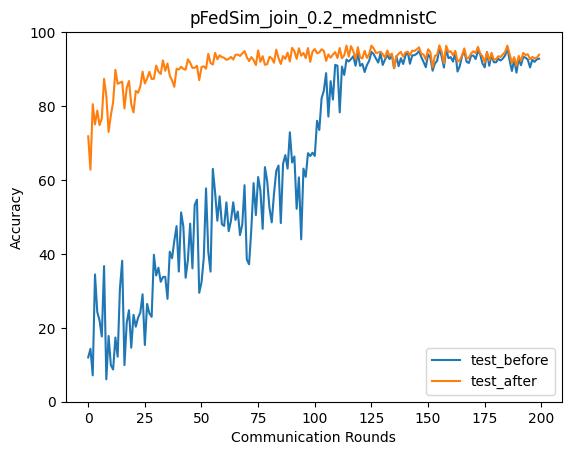 pFedSim_join_0.2_medmnistC
100
80
60
40
20
0
Accuracy
0 25 50 75 100 125 150 175 200
Communication Rounds
test_before
test_after